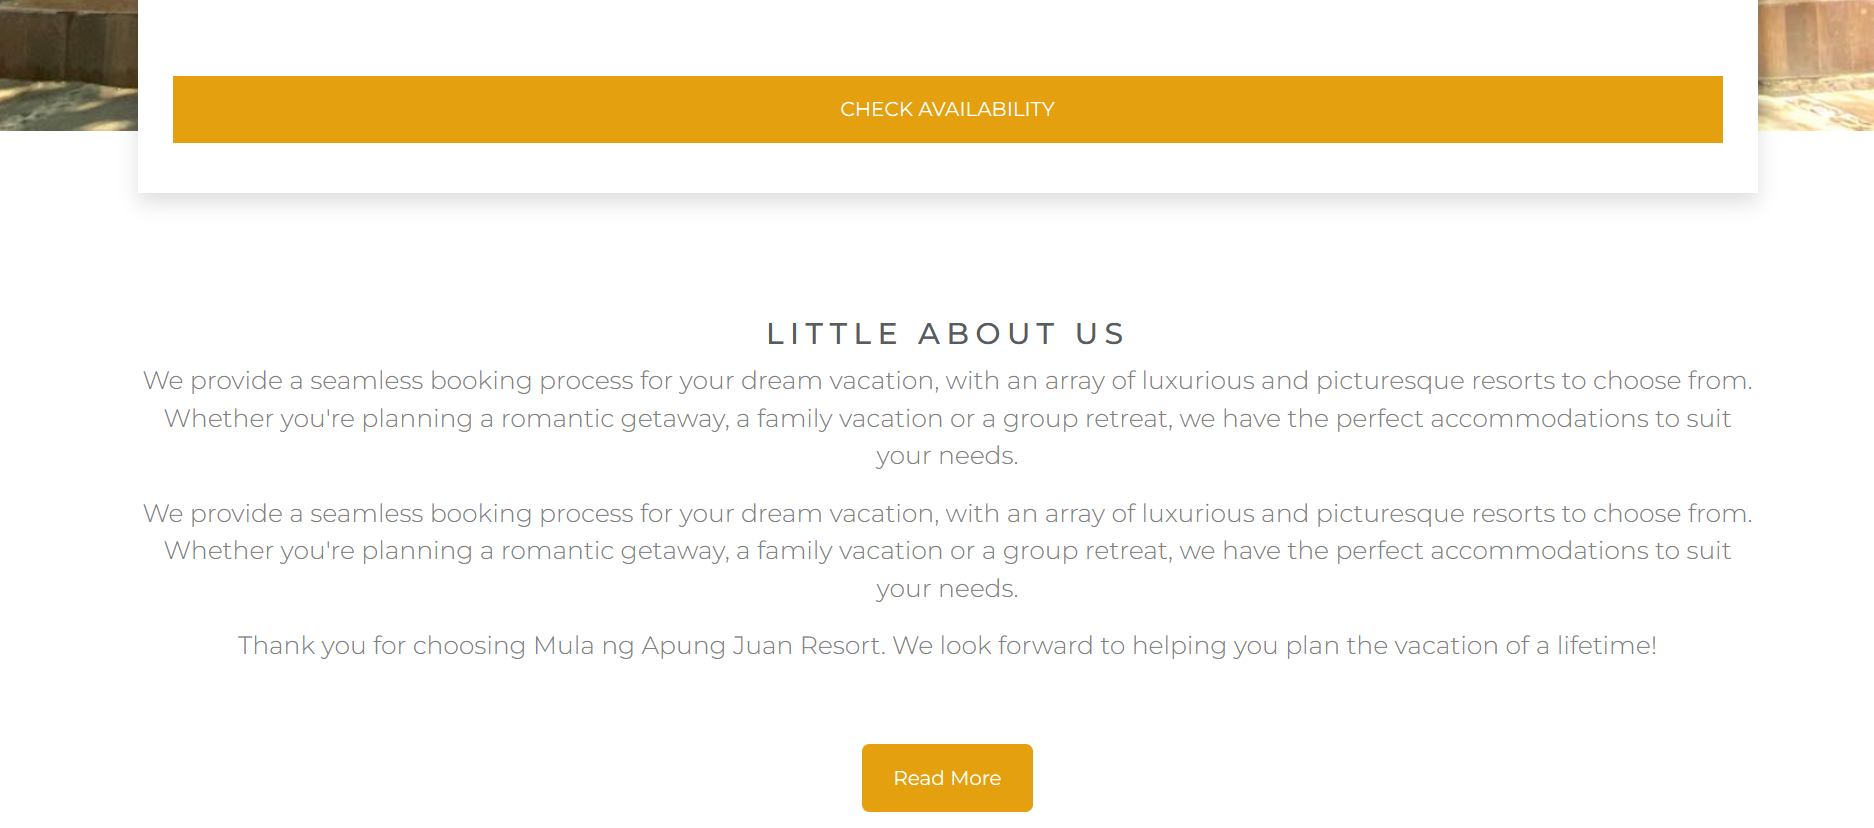 CHECK AVAILABILITY
LITTLE ABOUT US
We provide a seamless booking process for your dream vacation, with an array of luxurious and picturesque resorts to choose from.
Whether you're planning a romantic getaway, a family vacation or a group retreat, we have the perfect accommodations to suit
your needs.
We provide a seamless booking process for your dream vacation, with an array of luxurious and picturesque resorts to choose from.
Whether you're planning a romantic getaway, a family vacation or a group retreat, we have the perfect accommodations to suit
your needs.
Thank you for choosing Mula ng Apung Juan Resort. We look forward to helping you plan the vacation of a lifetime!
Read More